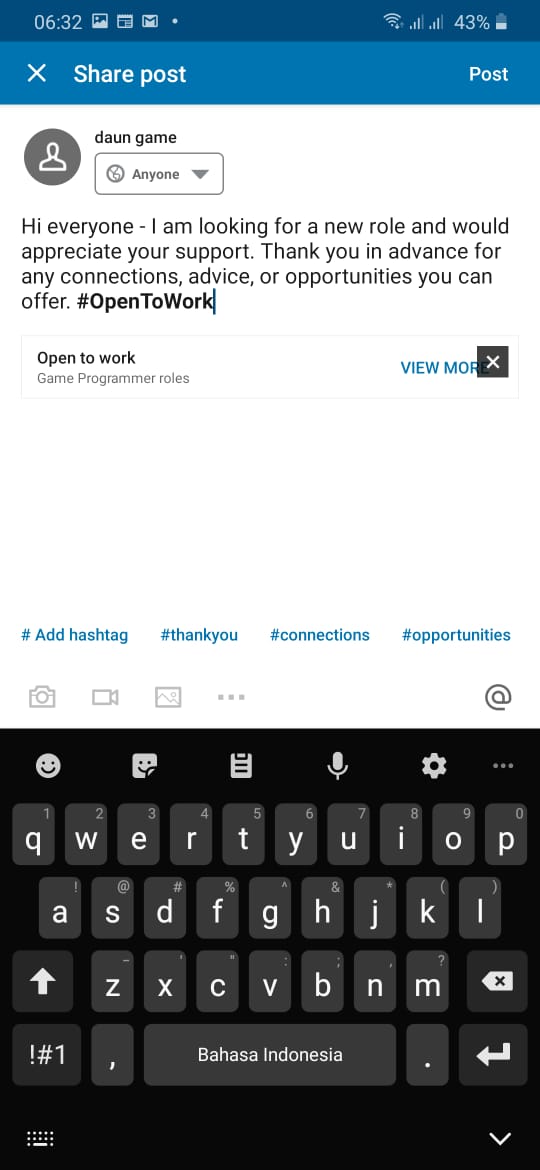 06:32
43%
Share post
Post
daun game
Anyone
Hi everyone - I am looking for a new role and would
appreciate your support. Thank you in advance for
any connections, advice, or opportunities you can
offer. #OpenToWork
Open to work
VIEW MORE
Game Programmer roles
# Add hashtag #thankyou #connections #opportunities
1 2 3 4 5 6 7 8 9 0
q w e r t y u i o p
! @ # % ^ & * ( )
a s d f g h j k l
- ' " : ; , ?
z x c v b n m
!#1 , Bahasa Indonesia .